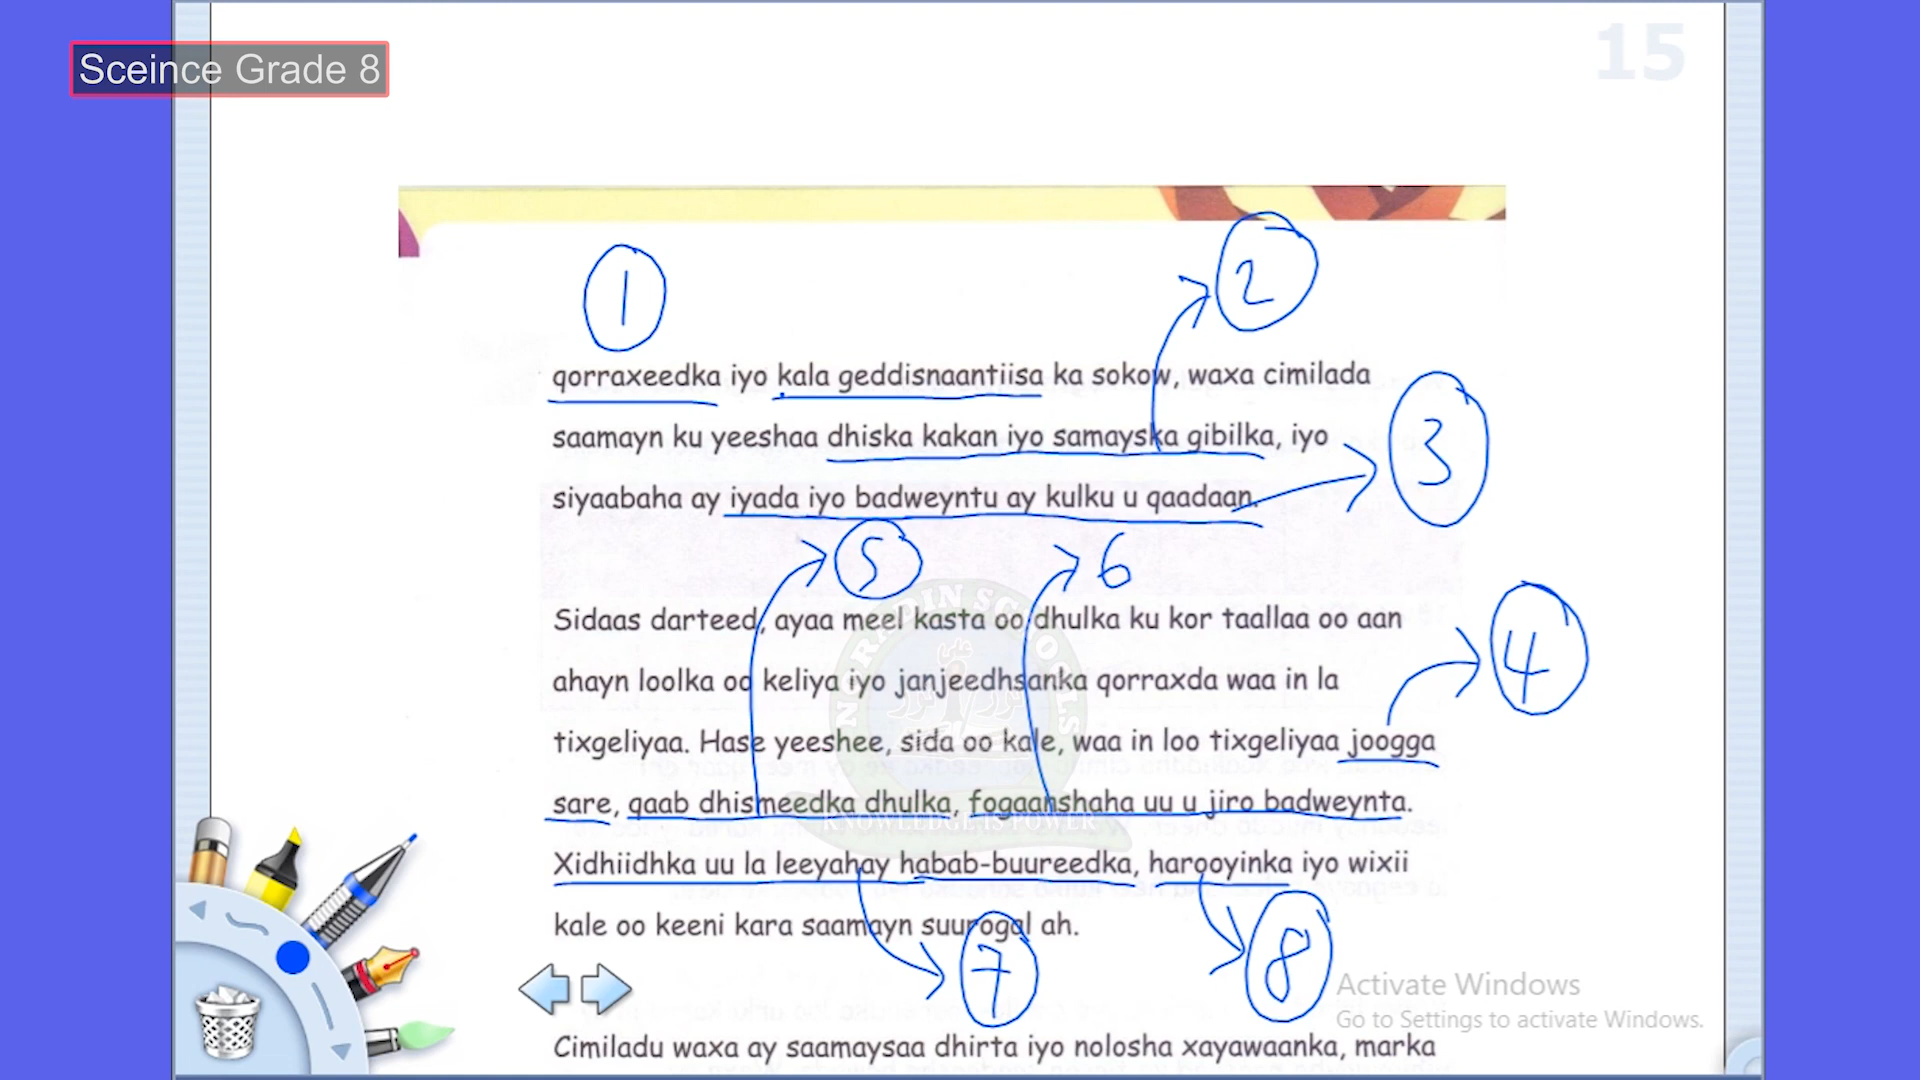 Sceince Grade 8
15
1
2
qorraxeedka iyo kala geddisnaantiisa ka sokow, waxa cimilada
3
saamayn ku yeeshaa dhiska kakan iyo samayska gibilka, iyo
siyaabaha ay iyada iyo badweyntu ay kulku u qaadaan.
5
6
NORADIN SCHOOLS
Sidaas darteed, ayaa meel kasta oo dhulka ku kor taallaa oo aan
4
ahayn loolka oo keliya iyo janjeedhsanka qorraxda waa in la
tixgeliyaa. Hase yeeshee, sida oo kale, waa in loo tixgeliyaa joogga
sare, qaab dhismeedka dhulka, fogaanshaha uu u jiro badweynta.
KNOWLEDGE IS POWER
Xidhiidhka uu la leeyahay habab-buureedka, harooyinka iyo wixii
kale oo keeni kara saamayn suurogal ah.
7
8
Activate Windows
Go to Settings to activate Windows.
Cimiladu waxa ay saamaysaa dhirta iyo nolosha xayawaanka, marka